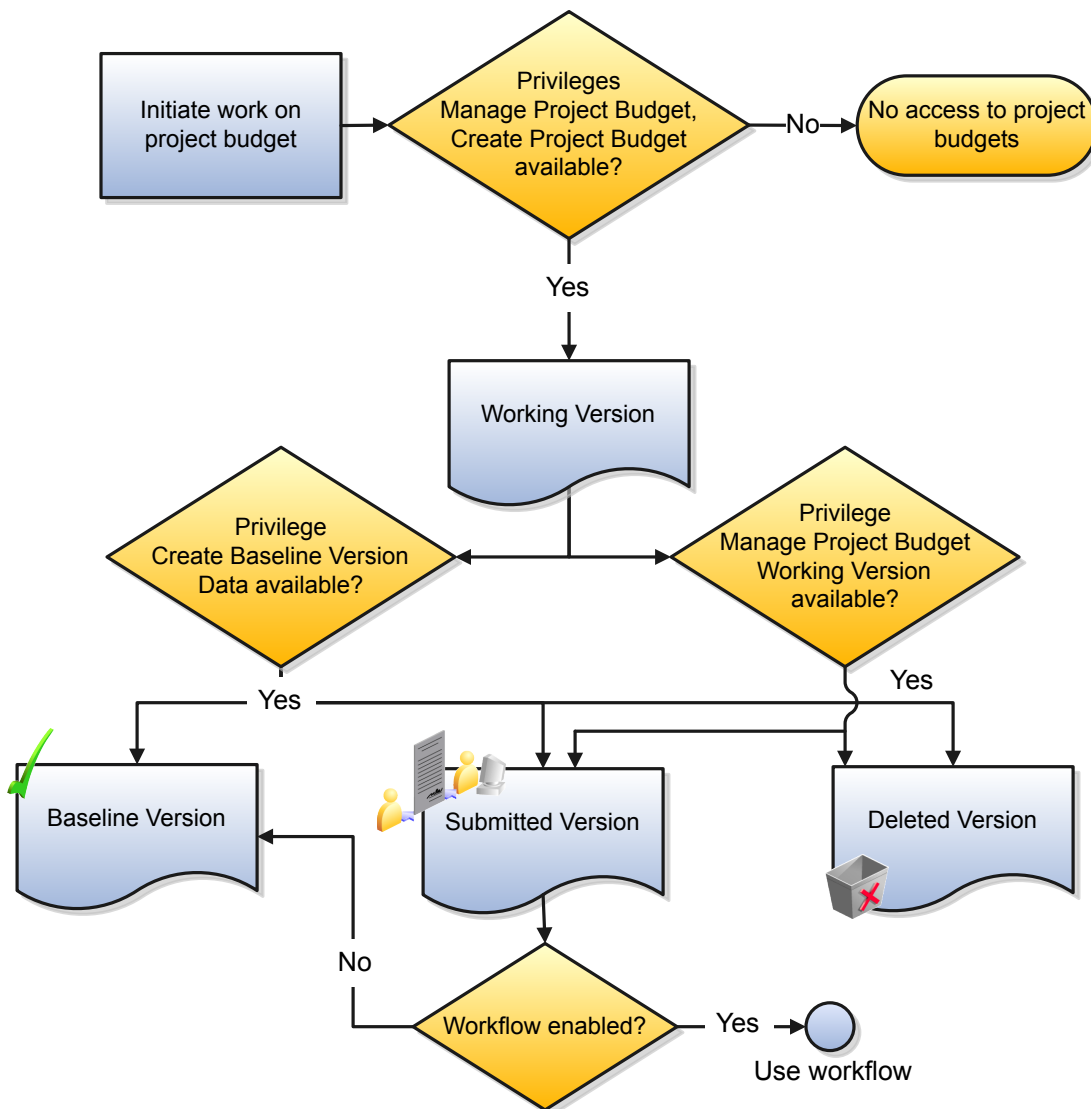 Initiate work on
project budget
Privileges
Manage Project Budget,
Create Project Budget
available?
No
No access to project
budgets
Yes
Working Version
Privilege
Create Baseline Version
Data available?
Privilege
Manage Project Budget
Working Version
available?
Yes
Yes
Baseline Version
Submitted Version
Deleted Version
No
Workflow enabled?
Yes
Use workflow